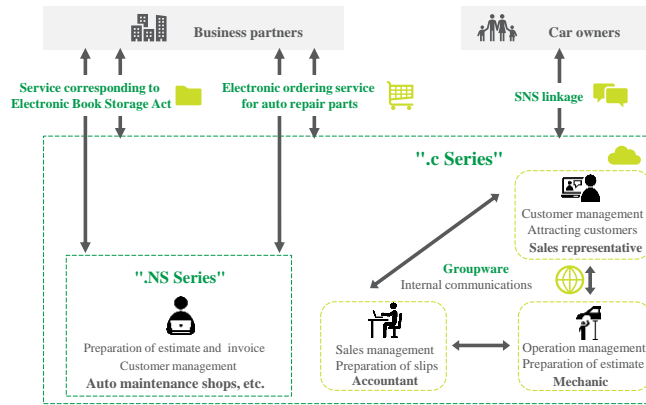 Business partners
Car owners
Service corresponding to
Electronic Book Storage Act
Electronic ordering service
for auto repair parts
SNS linkage
".c Series"
Customer management
Attracting customers
Sales representative
".NS Series"
Groupware
Internal communications
Preparation of estimate and invoice
Customer management
Auto maintenance shops, etc.
Sales management
Preparation of slips
Accountant
Operation management
Preparation of estimate
Mechanic